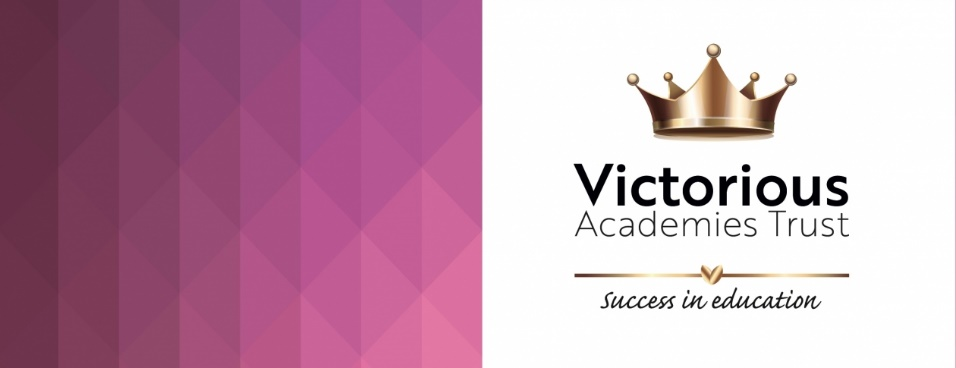 Victorious
Academies Trust
Success in education